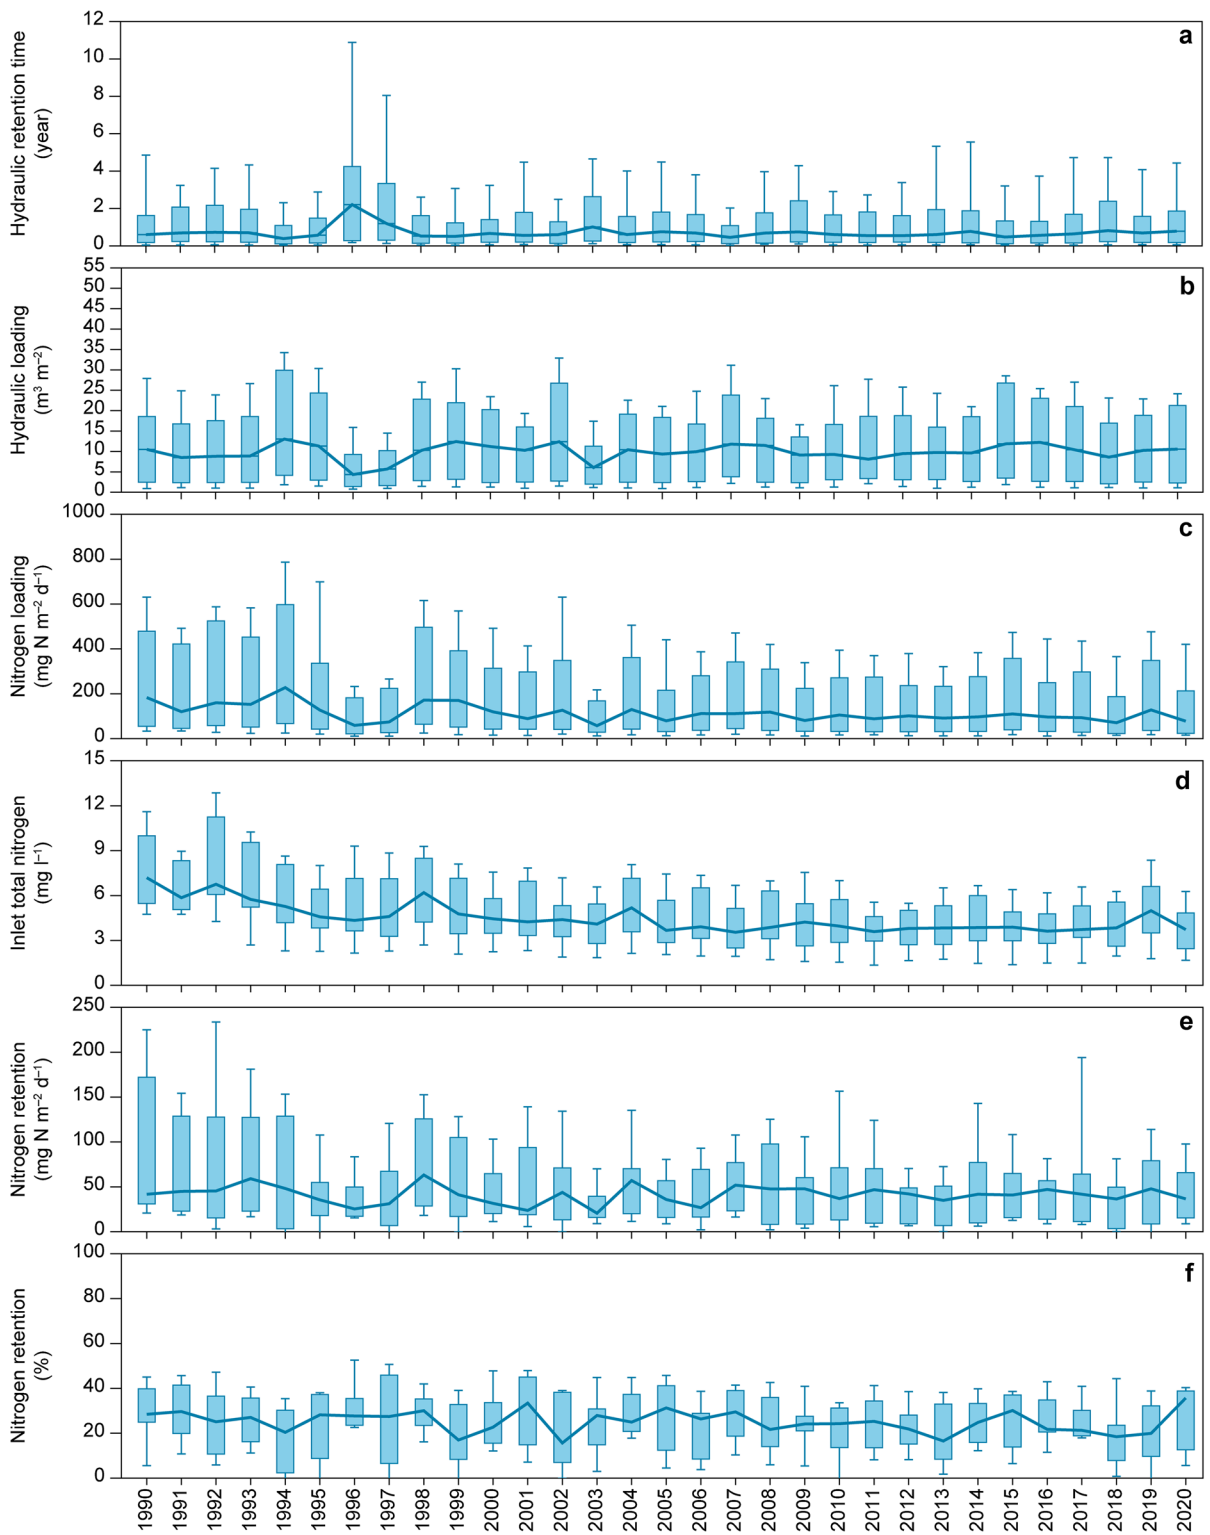 a
Hydraulic retention time
(year)
12
10
8
6
4
2
0
b
Hydraulic loading
(m³ m⁻²)
55
50
45
40
35
30
25
20
15
10
5
0
c
Nitrogen loading
(mg N m⁻² d⁻¹)
1000
800
600
400
200
0
d
Inlet total nitrogen
(mg l⁻¹)
15
12
9
6
3
0
e
Nitrogen retention
(mg N m⁻² d⁻¹)
250
200
150
100
50
0
f
Nitrogen retention
(%)
100
80
60
40
20
0
1990 1991 1992 1993 1994 1995 1996 1997 1998 1999 2000 2001 2002 2003 2004 2005 2006 2007 2008 2009 2010 2011 2012 2013 2014 2015 2016 2017 2018 2019 2020